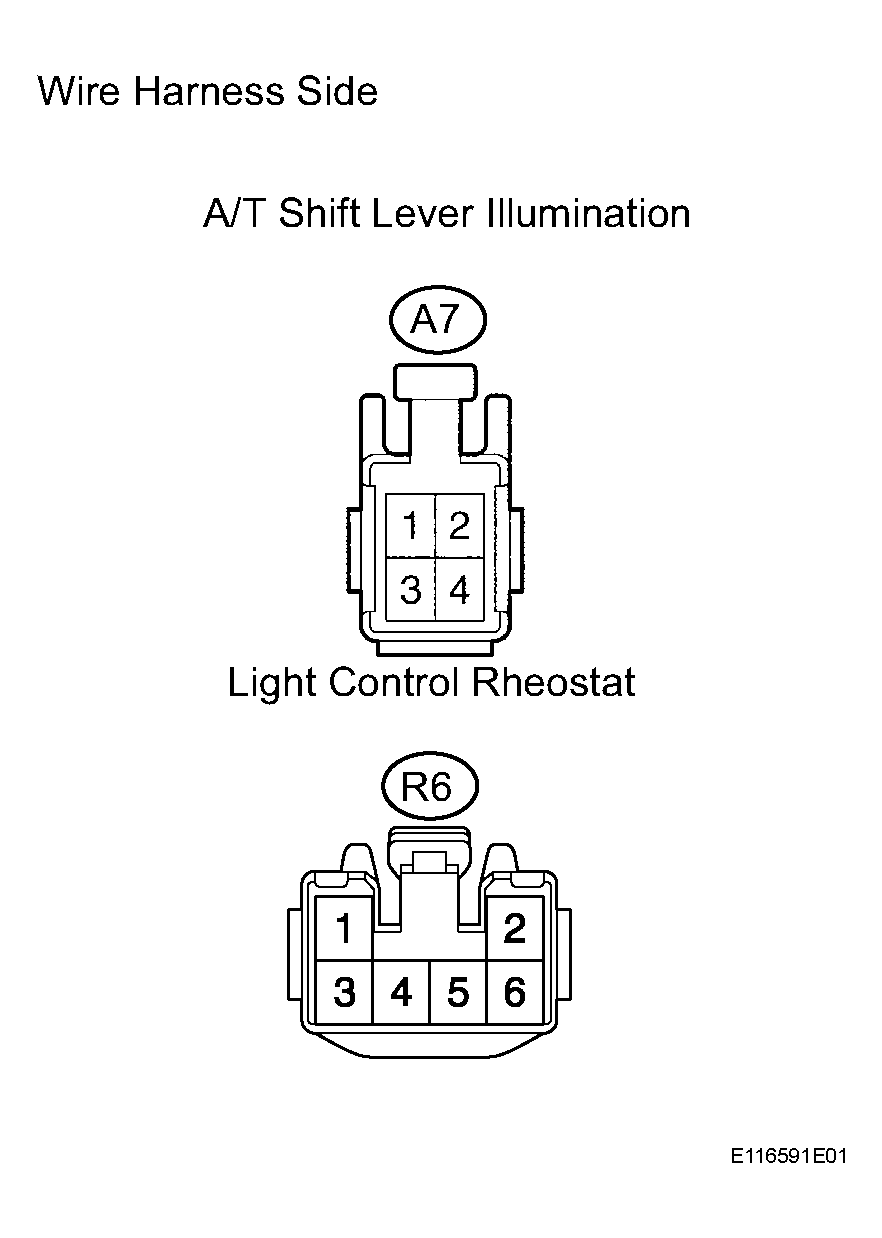 Wire Harness Side
A/T Shift Lever Illumination
A7
1 2
3 4
Light Control Rheostat
R6
1 2
3 4 5 6
E116591E01